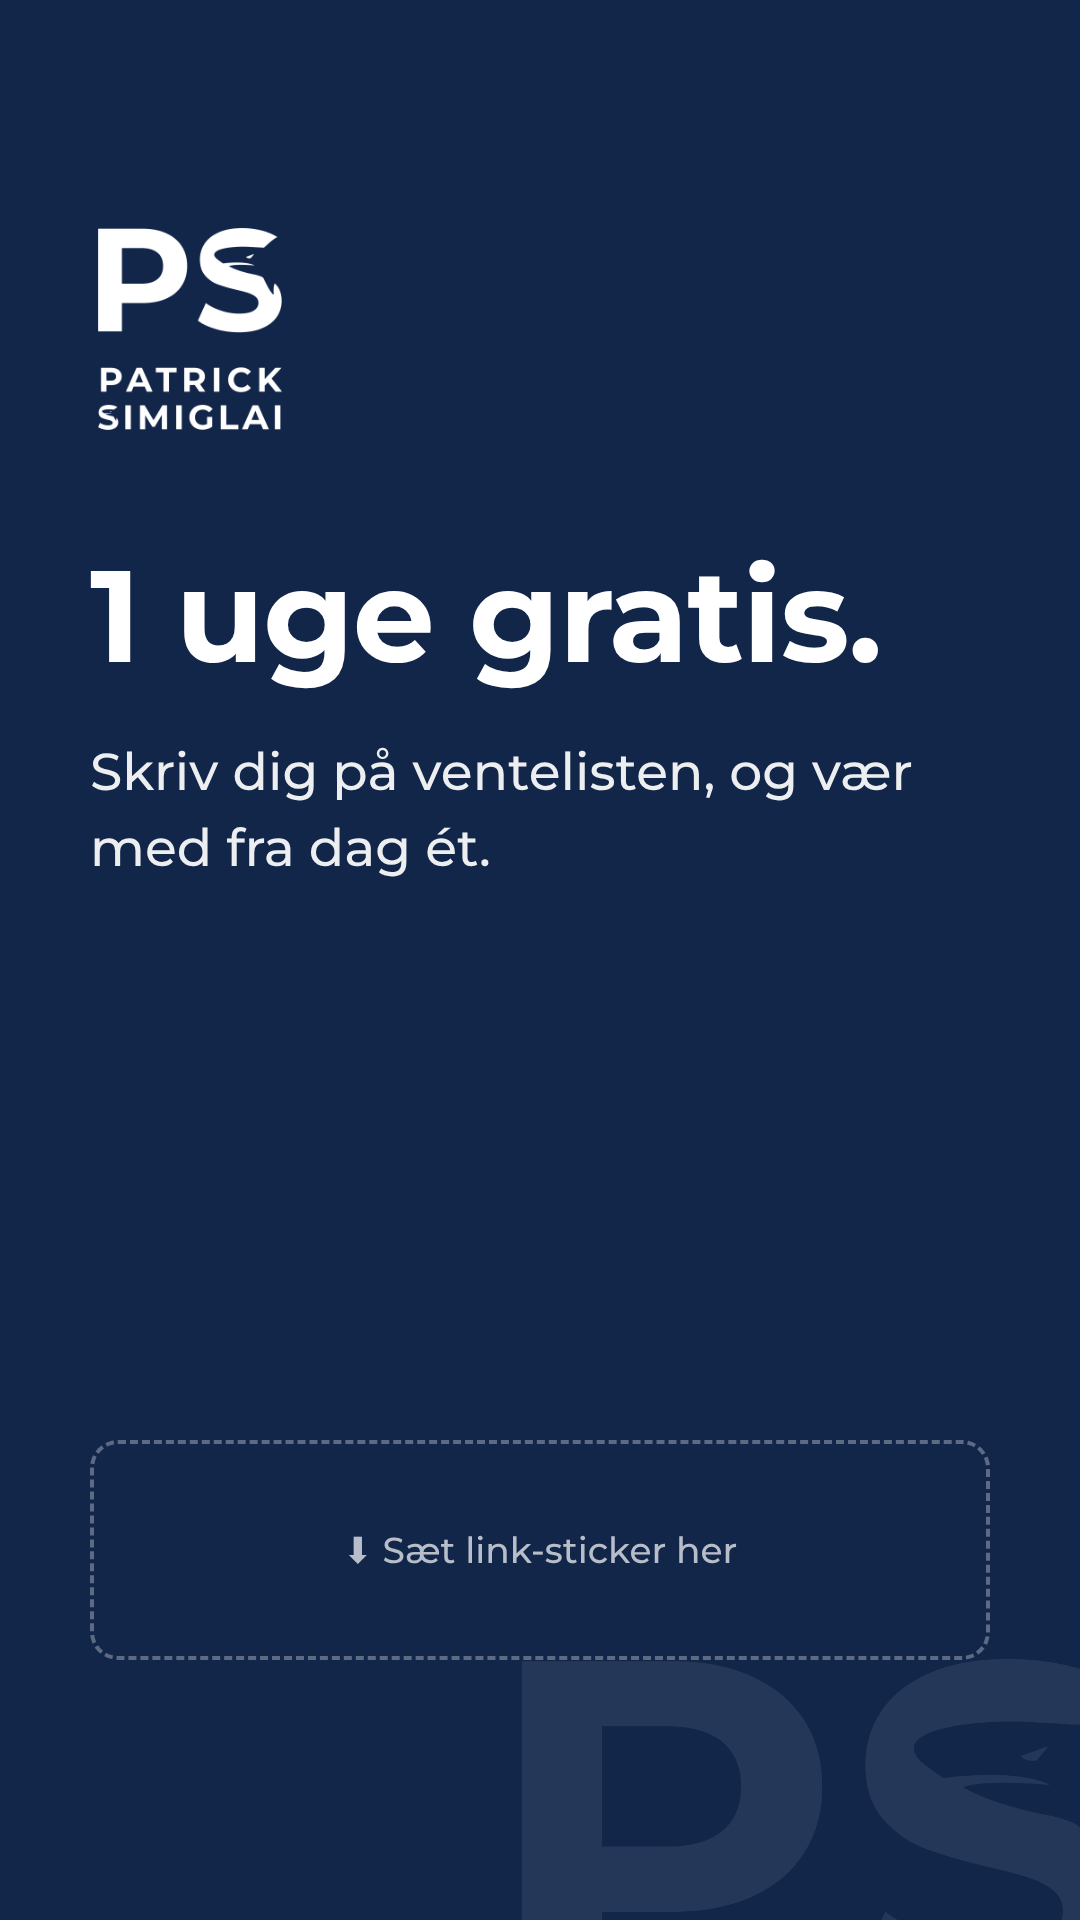 PS
PATRICK
SIMIGLAI
1 uge gratis.
Skriv dig på ventelisten, og vær
med fra dag ét.
⬇ Sæt link-sticker her
PS